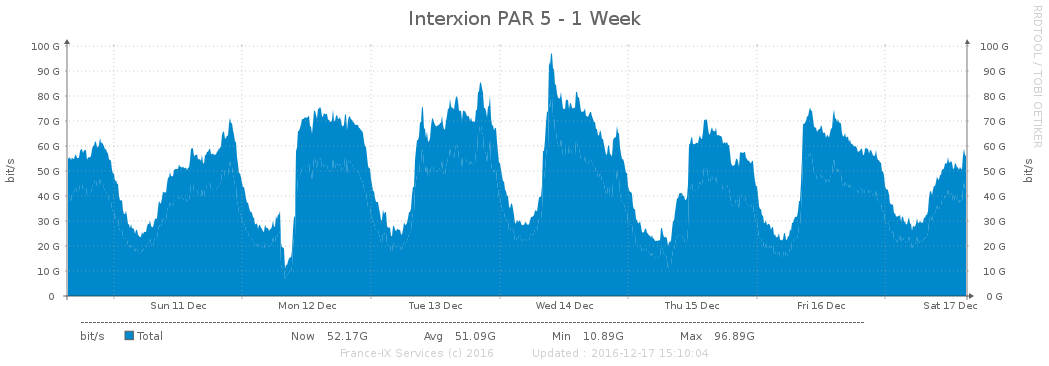 Interxion PAR 5 - 1 Week
RRDTOOL / TOBI OETIKER
100 G 100 G
90 G 90 G
80 G 80 G
70 G 70 G
60 G 60 G
50 G 50 G
40 G 40 G
30 G 30 G
20 G 20 G
10 G 10 G
0 0 G
bit/s bit/s
Sun 11 Dec Mon 12 Dec Tue 13 Dec Wed 14 Dec Thu 15 Dec Fri 16 Dec Sat 17 Dec
bit/s Total Now 52.17G Avg 51.09G Min 10.89G Max 96.89G
France-IX Services (c) 2016 Updated : 2016-12-17 15:10:04